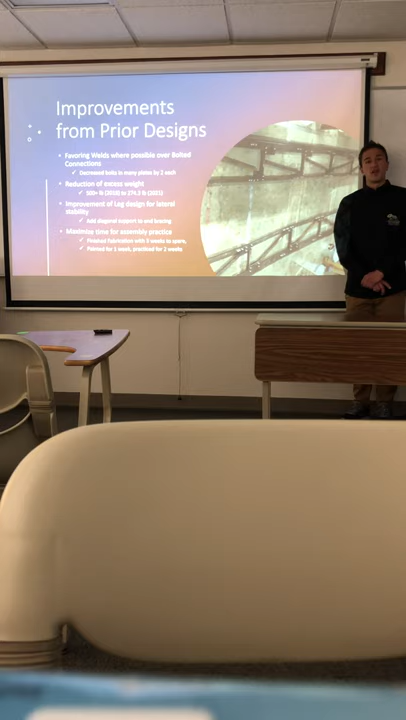 Improvements
from Prior Designs
Favoring Welds where possible over Bolted
Connections
Decreased bolts in many plates by 2 each
Reduction of excess weight
500+ lb (2020) to 274.2 lb (2021)
Improvement of Leg design for lateral
stability
Add diagonal support to end bracing
Maximize time for assembly practice
Finished Fabrication with 3 weeks to spare,
Painted for 1 week, practiced for 2 weeks